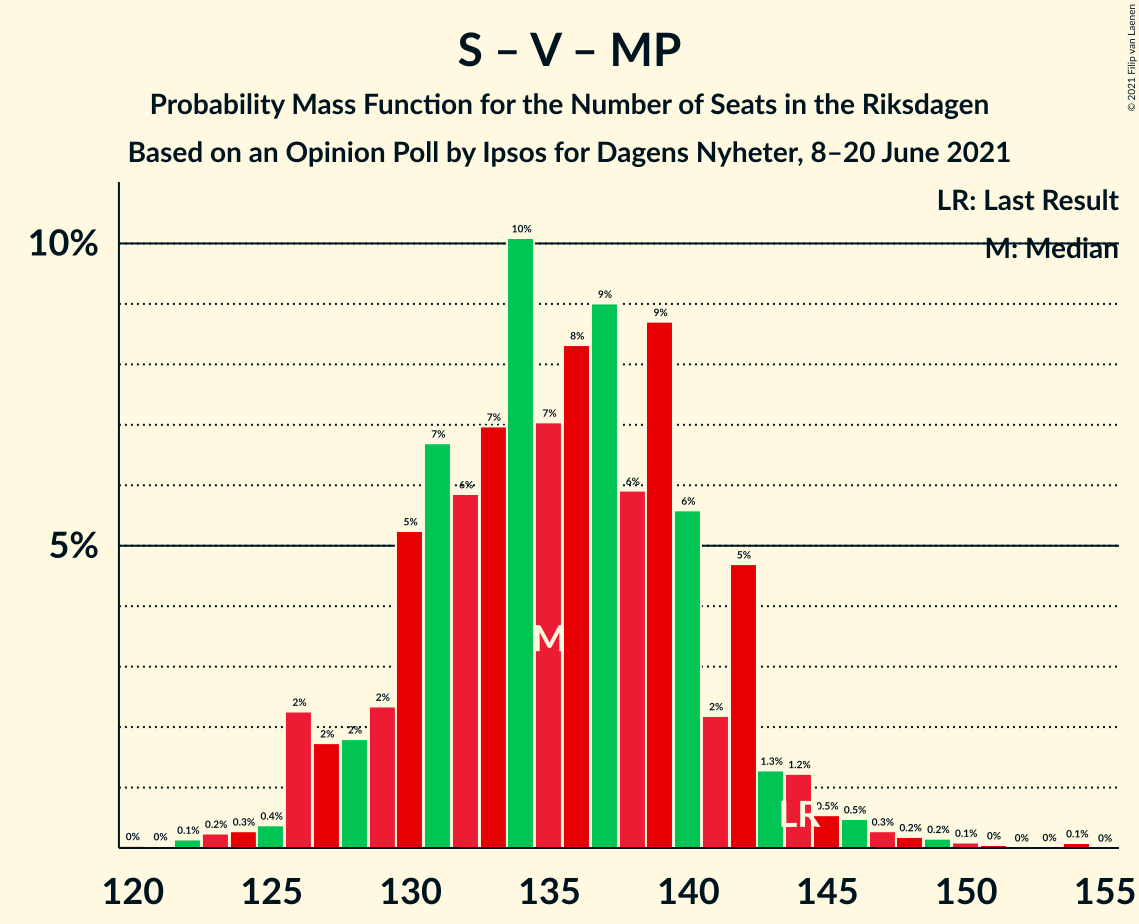 S – V – MP
Probability Mass Function for the Number of Seats in the Riksdagen
Based on an Opinion Poll by Ipsos for Dagens Nyheter, 8–20 June 2021
© 2021 Filip van Laenen
LR: Last Result
M: Median
10%
5%
0% 0% 0.1% 0.2% 0.3% 0.4% 2% 2% 2% 2% 5% 7% 6% 7% 10% 7% 8% 9% 6% 9% 6% 2% 5% 1.3% 1.2% 0.5% 0.5% 0.3% 0.2% 0.2% 0.1% 0% 0% 0% 0.1% 0%
M
LR
120 125 130 135 140 145 150 155